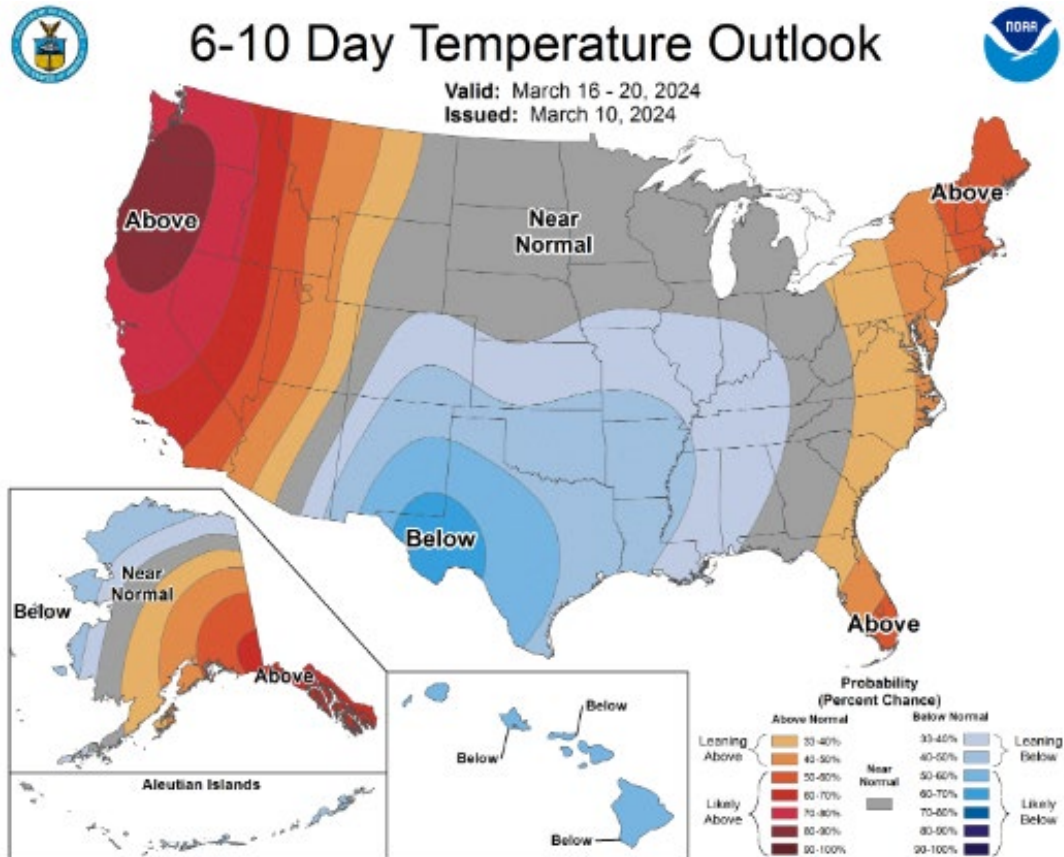 6-10 Day Temperature Outlook
Valid: March 16 - 20, 2024
Issued: March 10, 2024
NOAA
Above
Near
Normal
Above
Below
Above
Near
Normal
Below
Above
Aleutian Islands
Below
Below
Below
Probability
(Percent Chance)
Above Normal
Below Normal
Leaning
Above
33-40%
40-50%
Near
Normal
33-40%
40-50%
Leaning
Below
Likely
Above
50-60%
60-70%
70-80%
80-90%
90-100%
50-60%
60-70%
70-80%
80-90%
90-100%
Likely
Below